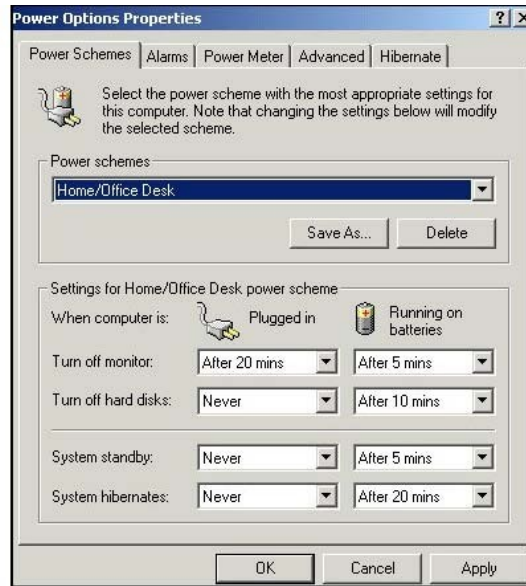 Power Options Properties
Power Schemes Alarms Power Meter Advanced Hibernate
Select the power scheme with the most appropriate settings for
this computer. Note that changing the settings below will modify
the selected scheme.
Power schemes
Home/Office Desk
Save As... Delete
Settings for Home/Office Desk power scheme
When computer is: Plugged in Running on
batteries
Turn off monitor: After 20 mins After 5 mins
Turn off hard disks: Never After 10 mins
System standby: Never After 5 mins
System hibernates: Never After 20 mins
OK Cancel Apply